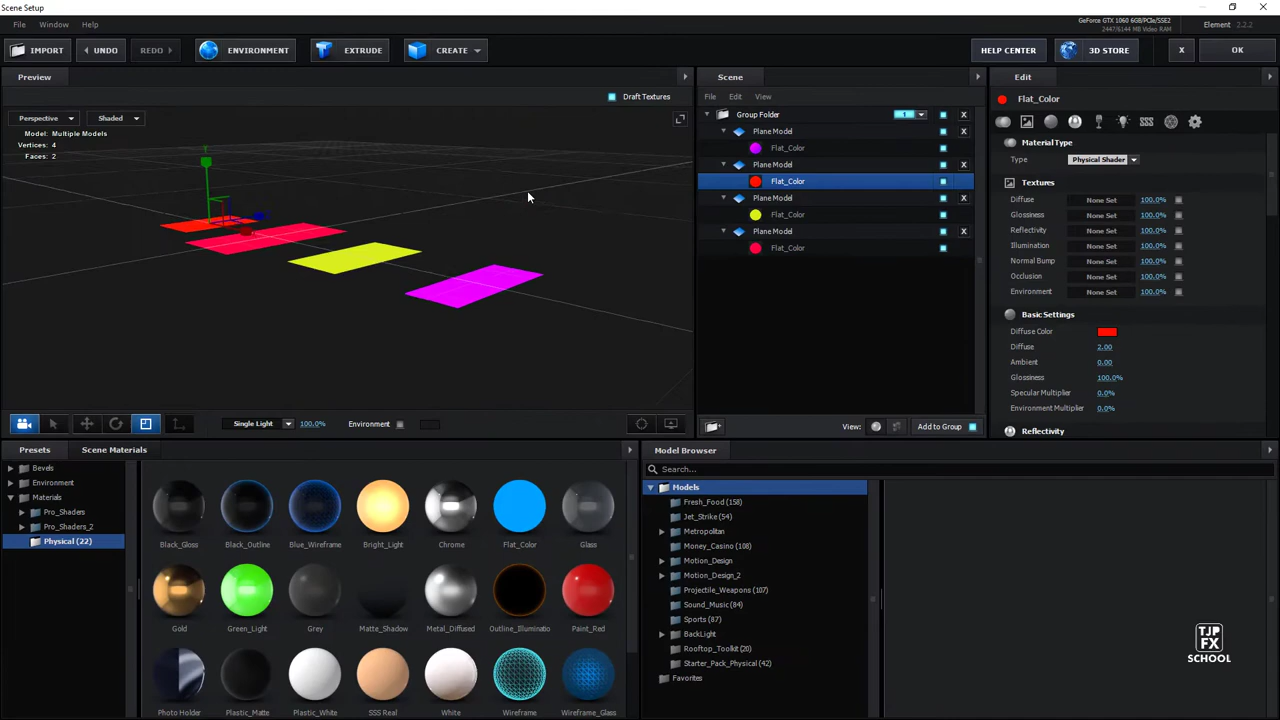 Scene Setup
File Window Help
GeForce GTX 1060 6GB/PCIe/SSE2
2447/6144 MB Video RAM
Element 2.2.2
IMPORT UNDO REDO ENVIRONMENT EXTRUDE CREATE HELP CENTER 3D STORE X OK
Preview
Draft Textures
Perspective Shaded
Model: Multiple Models
Vertices: 4
Faces: 2
Y
Single Light 100.0% Environment
Scene
File Edit View
Group Folder 1 X
Plane Model X
Flat_Color
Plane Model X
Flat_Color
Plane Model X
Flat_Color
Plane Model X
Flat_Color
View: Add to Group
Edit
Flat_Color
Material Type
Type Physical Shader
Textures
Diffuse None Set 100.0%
Glossiness None Set 100.0%
Reflectivity None Set 100.0%
Illumination None Set 100.0%
Normal Bump None Set 100.0%
Occlusion None Set 100.0%
Environment None Set 100.0%
Basic Settings
Diffuse Color
Diffuse 2.00
Ambient 0.00
Glossiness 100.0%
Specular Multiplier 0.0%
Environment Multiplier 0.0%
Reflectivity
Presets Scene Materials
Bevels
Environment
Materials
Pro_Shaders
Pro_Shaders_2
Physical (22)
Black_Gloss Black_Outline Blue_Wireframe Bright_Light Chrome Flat_Color Glass
Gold Green_Light Grey Matte_Shadow Metal_Diffused Outline_Illuminatio Paint_Red
Photo Holder Plastic_Matte Plastic_White SSS Real White Wireframe Wireframe_Glass
Model Browser
Search...
Models
Fresh_Food (158)
Jet_Strike (54)
Metropolitan
Money_Casino (108)
Motion_Design
Motion_Design_2
Projectile_Weapons (107)
Sound_Music (84)
Sports (87)
BackLight
Rooftop_Toolkit (20)
Starter_Pack_Physical (42)
Favorites
TJP
FX
SCHOOL